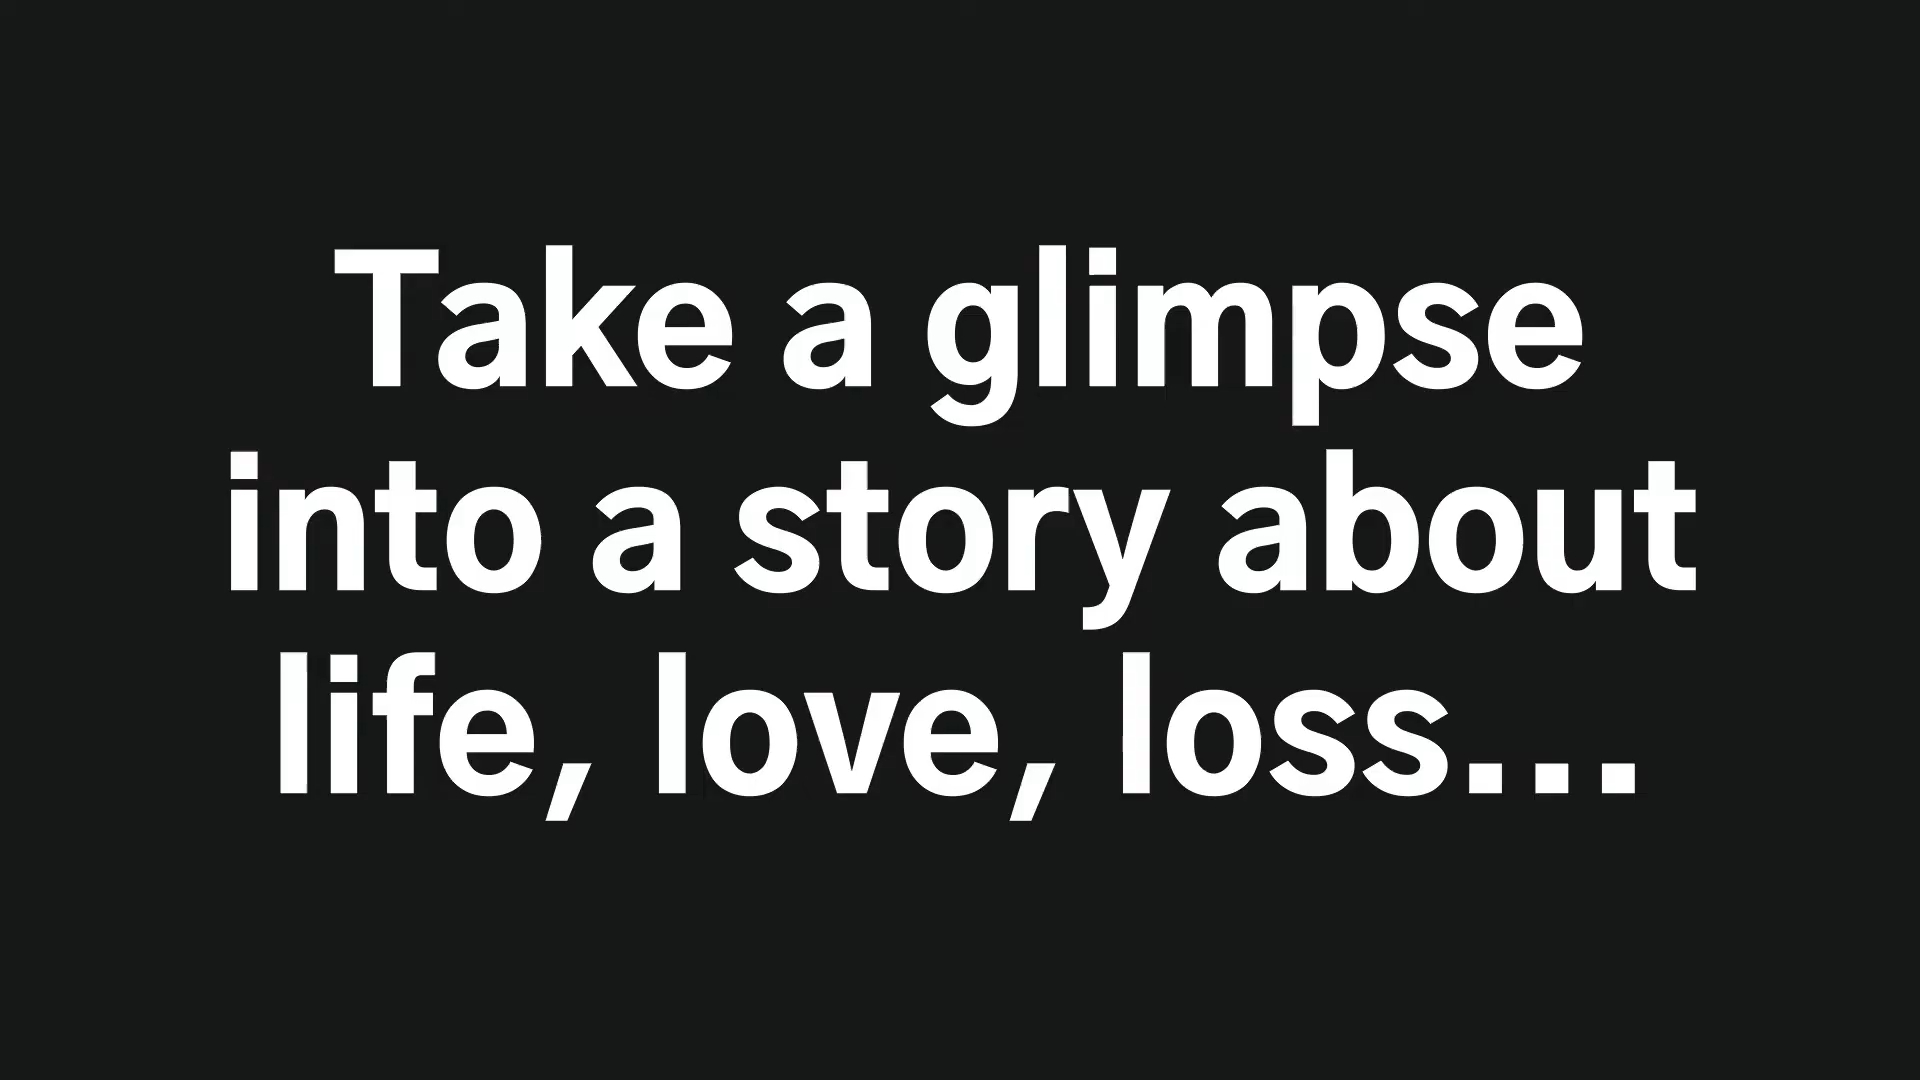 Take a glimpse
into a story about
life, love, loss...